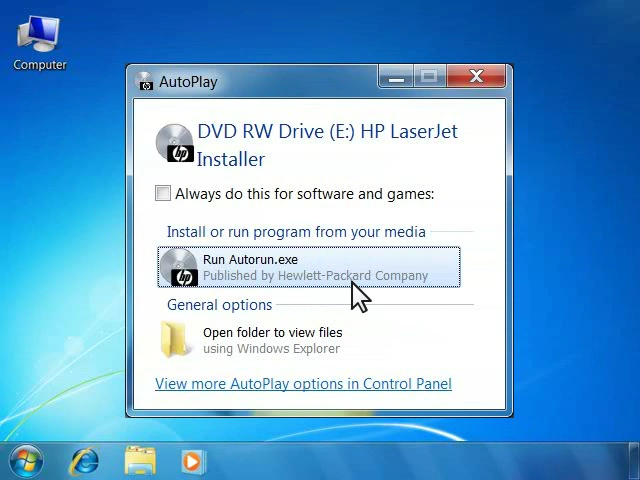 Computer
AutoPlay
DVD RW Drive (E:) HP LaserJet
Installer
Always do this for software and games:
Install or run program from your media
Run Autorun.exe
Published by Hewlett-Packard Company
General options
Open folder to view files
using Windows Explorer
View more AutoPlay options in Control Panel